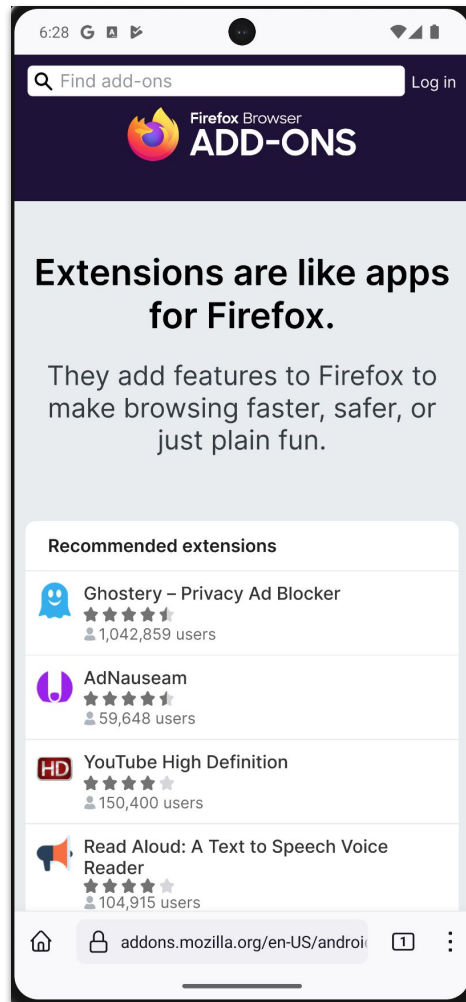 6:28
Find add-ons
Log in
Firefox Browser
ADD-ONS
Extensions are like apps
for Firefox.
They add features to Firefox to
make browsing faster, safer, or
just plain fun.
Recommended extensions
Ghostery – Privacy Ad Blocker
1,042,859 users
AdNauseam
59,648 users
HD
YouTube High Definition
150,400 users
Read Aloud: A Text to Speech Voice
Reader
104,915 users
addons.mozilla.org/en-US/androi
1